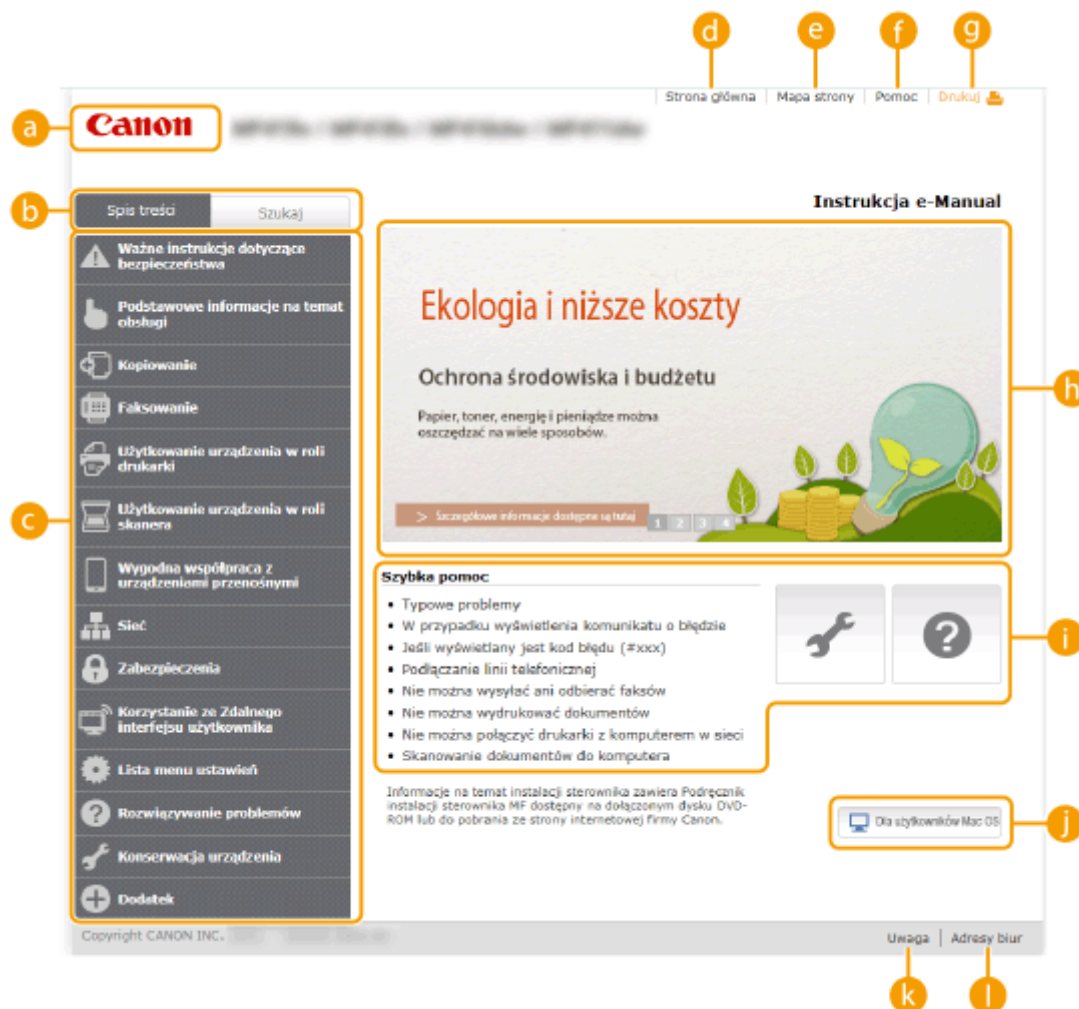 d e f g
Strona główna | Mapa strony | Pomoc | Drukuj
a
Canon
b
Spis treści Szukaj
Instrukcja e-Manual
c
Ważne instrukcje dotyczące
bezpieczeństwa
Podstawowe informacje na temat
obsługi
Kopiowanie
Faksowanie
Użytkowanie urządzenia w roli
drukarki
Użytkowanie urządzenia w roli
skanera
Wygodna współpraca z
urządzeniami przenośnymi
Sieć
Zabezpieczenia
Korzystanie ze Zdalnego
interfejsu użytkownika
Lista menu ustawień
Rozwiązywanie problemów
Konserwacja urządzenia
Dodatek
h
Ekologia i niższe koszty
Ochrona środowiska i budżetu
Papier, toner, energię i pieniądze można
oszczędzać na wiele sposobów.
> Szczegółowe informacje dostępne są tutaj 1 2 3 4
i
Szybka pomoc
• Typowe problemy
• W przypadku wyświetlenia komunikatu o błędzie
• Jeśli wyświetlany jest kod błędu (#xxx)
• Podłączanie linii telefonicznej
• Nie można wysyłać ani odbierać faksów
• Nie można wydrukować dokumentów
• Nie można połączyć drukarki z komputerem w sieci
• Skanowanie dokumentów do komputera
Informacje na temat instalacji sterownika zawiera Podręcznik
instalacji sterownika MF dostępny na dołączonym dysku DVD-
ROM lub do pobrania ze strony internetowej firmy Canon.
j
Dla użytkowników Mac OS
Copyright CANON INC.
Uwaga | Adresy biur
k l